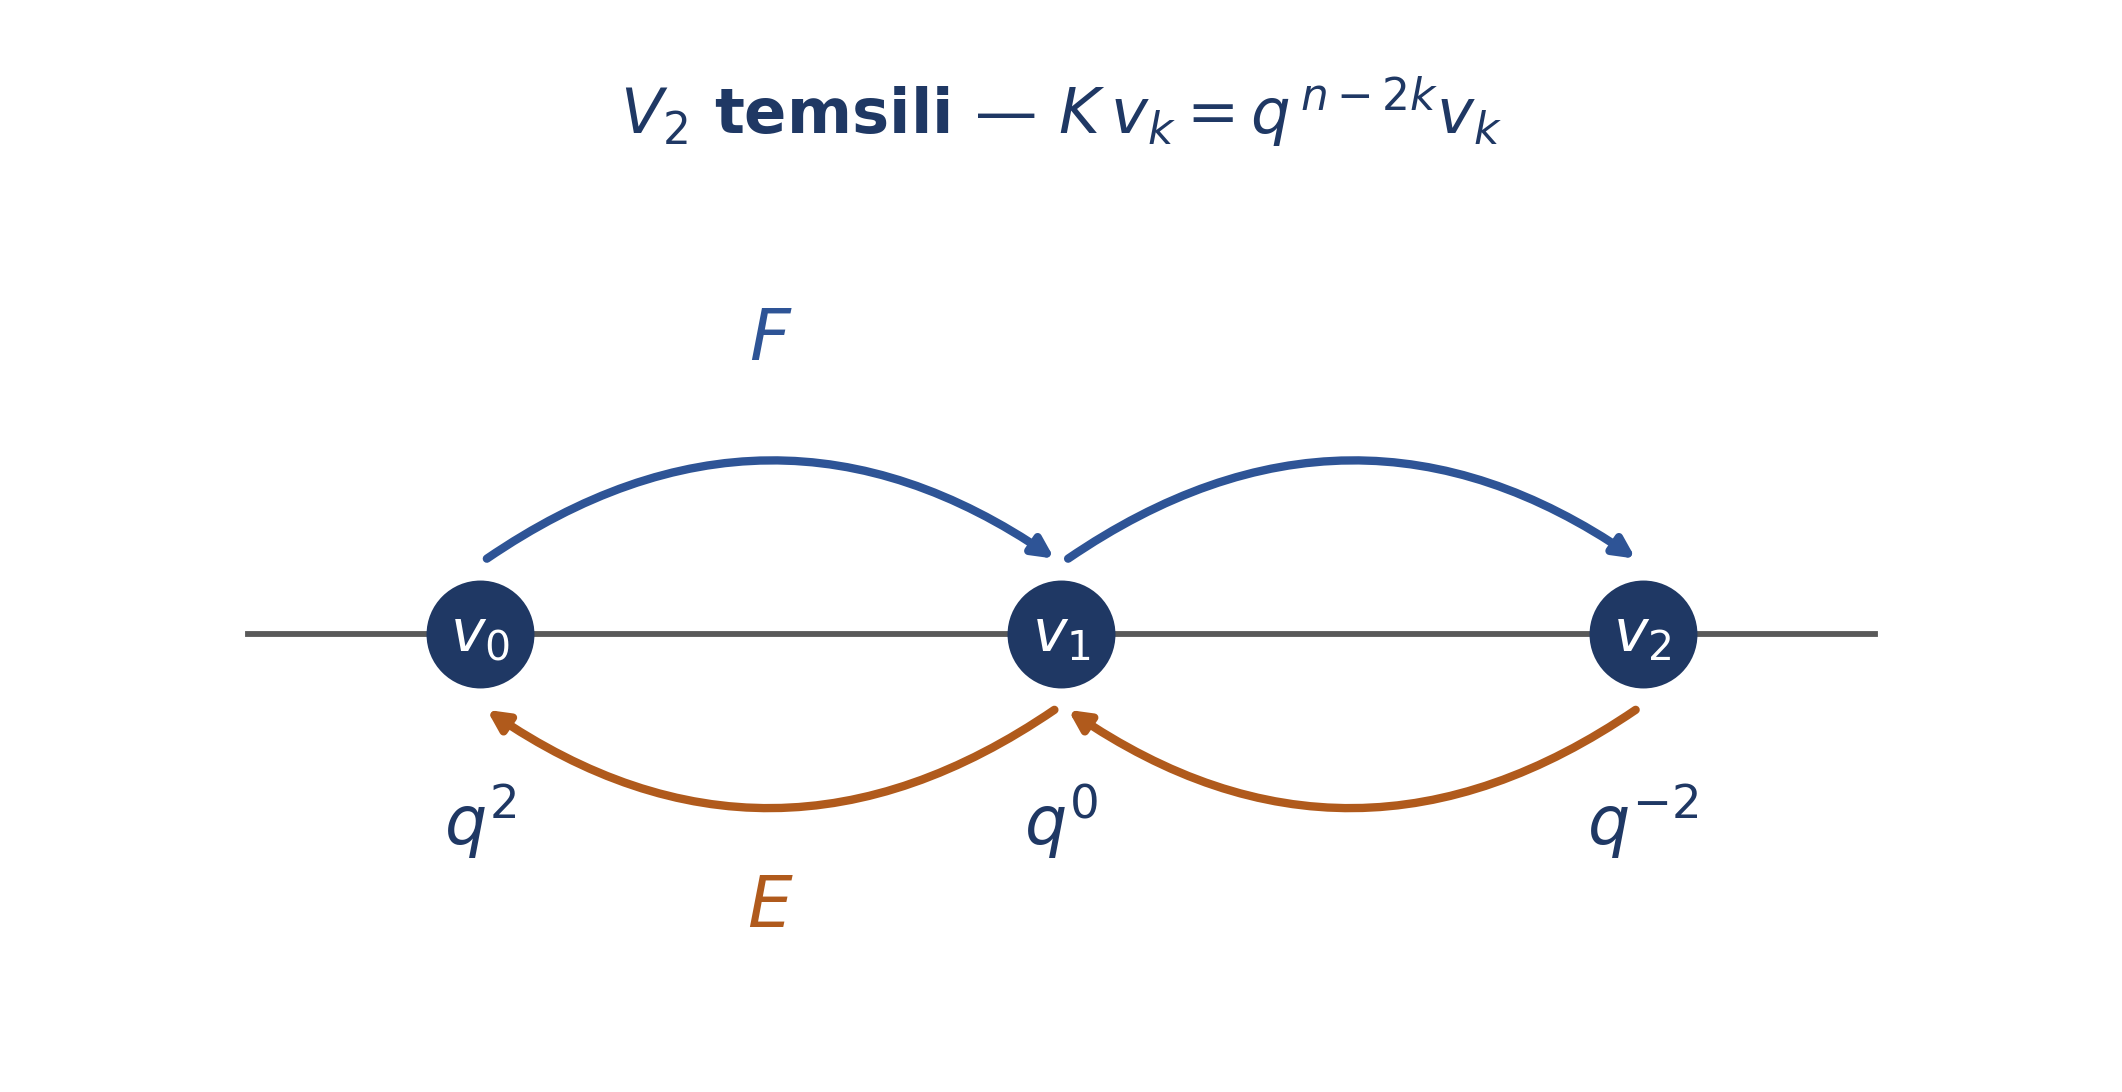 V₂ temsili — K vₖ = qⁿ⁻²ᵏvₖ
F
v₀ v₁ v₂
q² q⁰ q⁻²
E